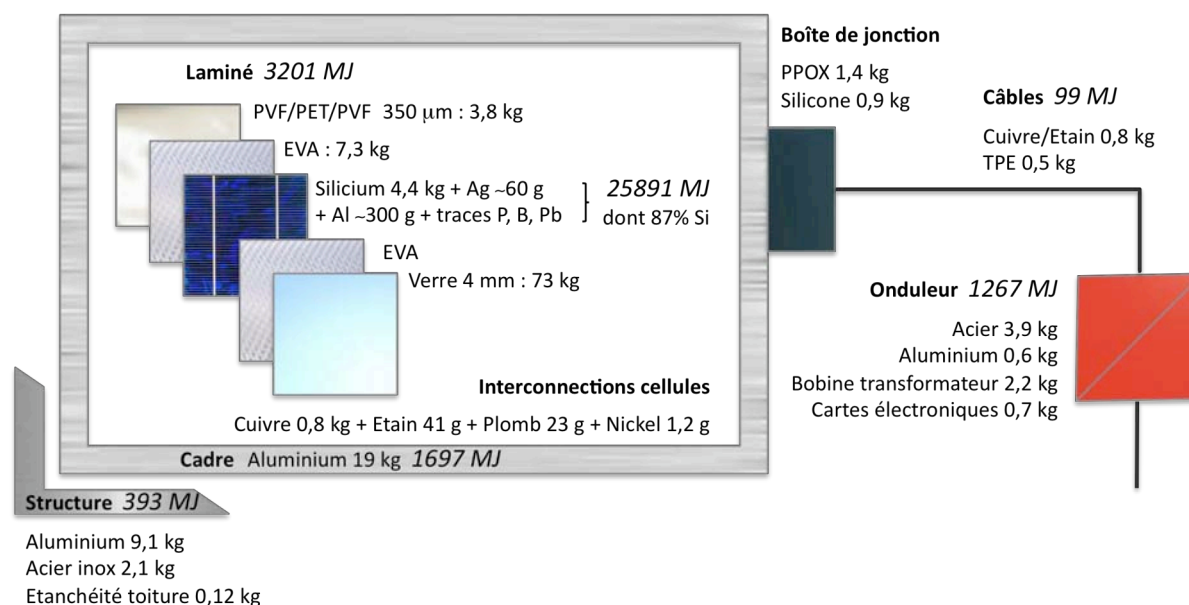 Boîte de jonction
PPOX 1,4 kg
Silicone 0,9 kg
Laminé 3201 MJ
PVF/PET/PVF 350 μm : 3,8 kg
EVA : 7,3 kg
Silicium 4,4 kg + Ag ~60 g
+ Al ~300 g + traces P, B, Pb
25891 MJ
dont 87% Si
EVA
Verre 4 mm : 73 kg
Câbles 99 MJ
Cuivre/Etain 0,8 kg
TPE 0,5 kg
Onduleur 1267 MJ
Acier 3,9 kg
Aluminium 0,6 kg
Bobine transformateur 2,2 kg
Cartes électroniques 0,7 kg
Interconnections cellules
Cuivre 0,8 kg + Etain 41 g + Plomb 23 g + Nickel 1,2 g
Cadre Aluminium 19 kg 1697 MJ
Structure 393 MJ
Aluminium 9,1 kg
Acier inox 2,1 kg
Etanchéité toiture 0,12 kg